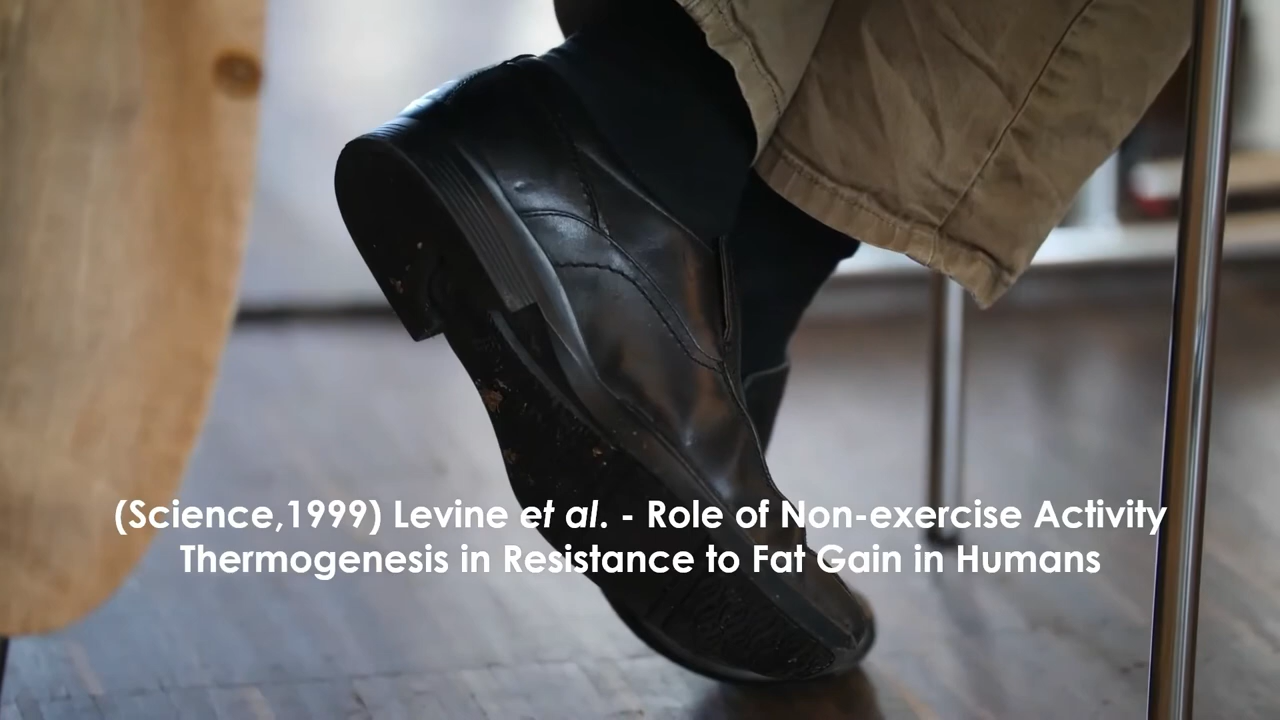 (Science,1999) Levine et al. - Role of Non-exercise Activity
Thermogenesis in Resistance to Fat Gain in Humans